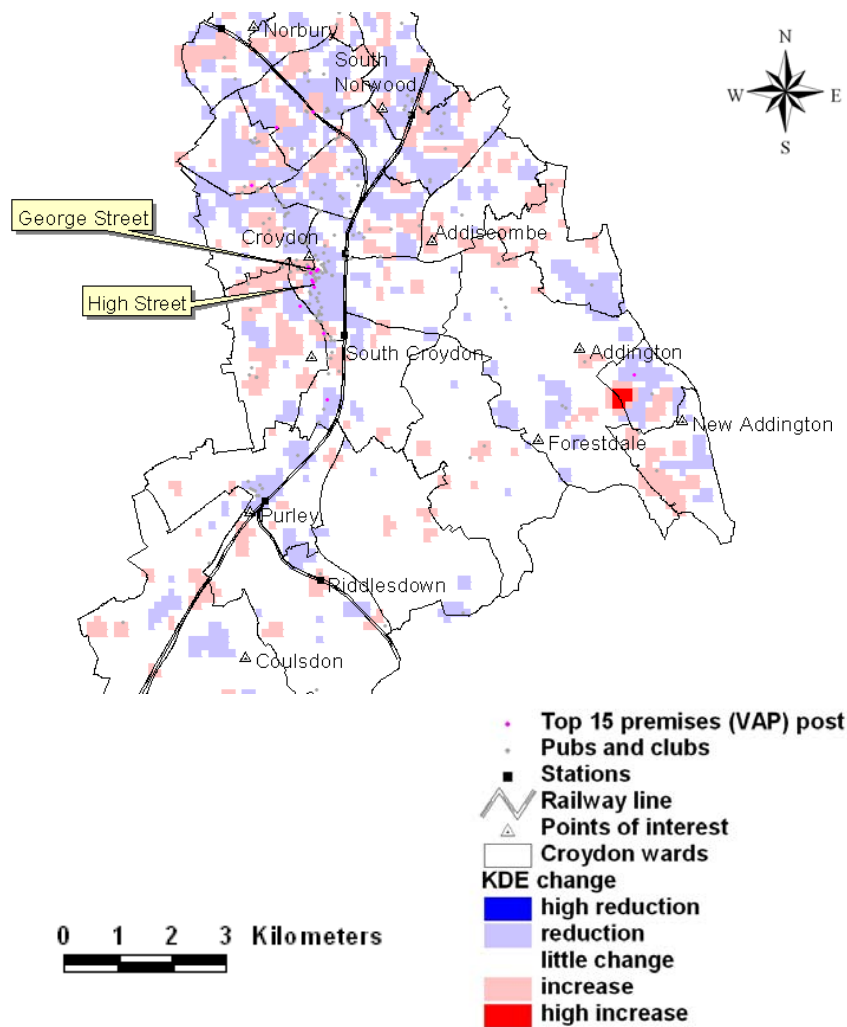 Norbury
South
Norwood
N
W
E
S
George Street
Croydon
Addiscombe
High Street
South Croydon
Addington
New Addington
Forestdale
Purley
Riddlesdown
Coulsdon
Top 15 premises (VAP) post
Pubs and clubs
Stations
Railway line
Points of interest
Croydon wards
KDE change
high reduction
reduction
little change
increase
high increase
0 1 2 3 Kilometers